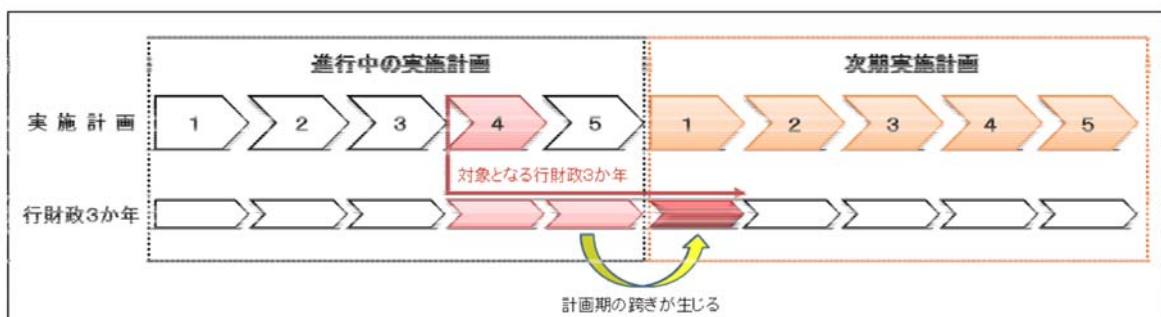 進行中の実施計画 次期実施計画
実施計画 1 2 3 4 5 1 2 3 4 5
対象となる行財政3か年
行財政3か年
計画期の跨ぎが生じる